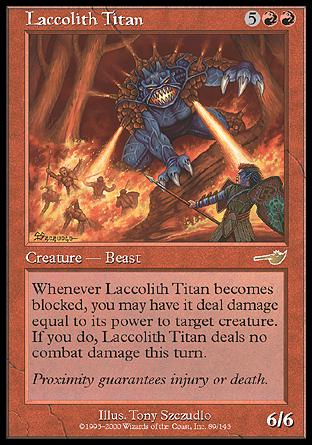 Laccolith Titan 5
Creature — Beast
Whenever Laccolith Titan becomes
blocked, you may have it deal damage
equal to its power to target creature.
If you do, Laccolith Titan deals no
combat damage this turn.
Proximity guarantees injury or death.
Illus. Tony Szczudlo
©1993-2000 Wizards of the Coast, Inc. 89/143
6/6